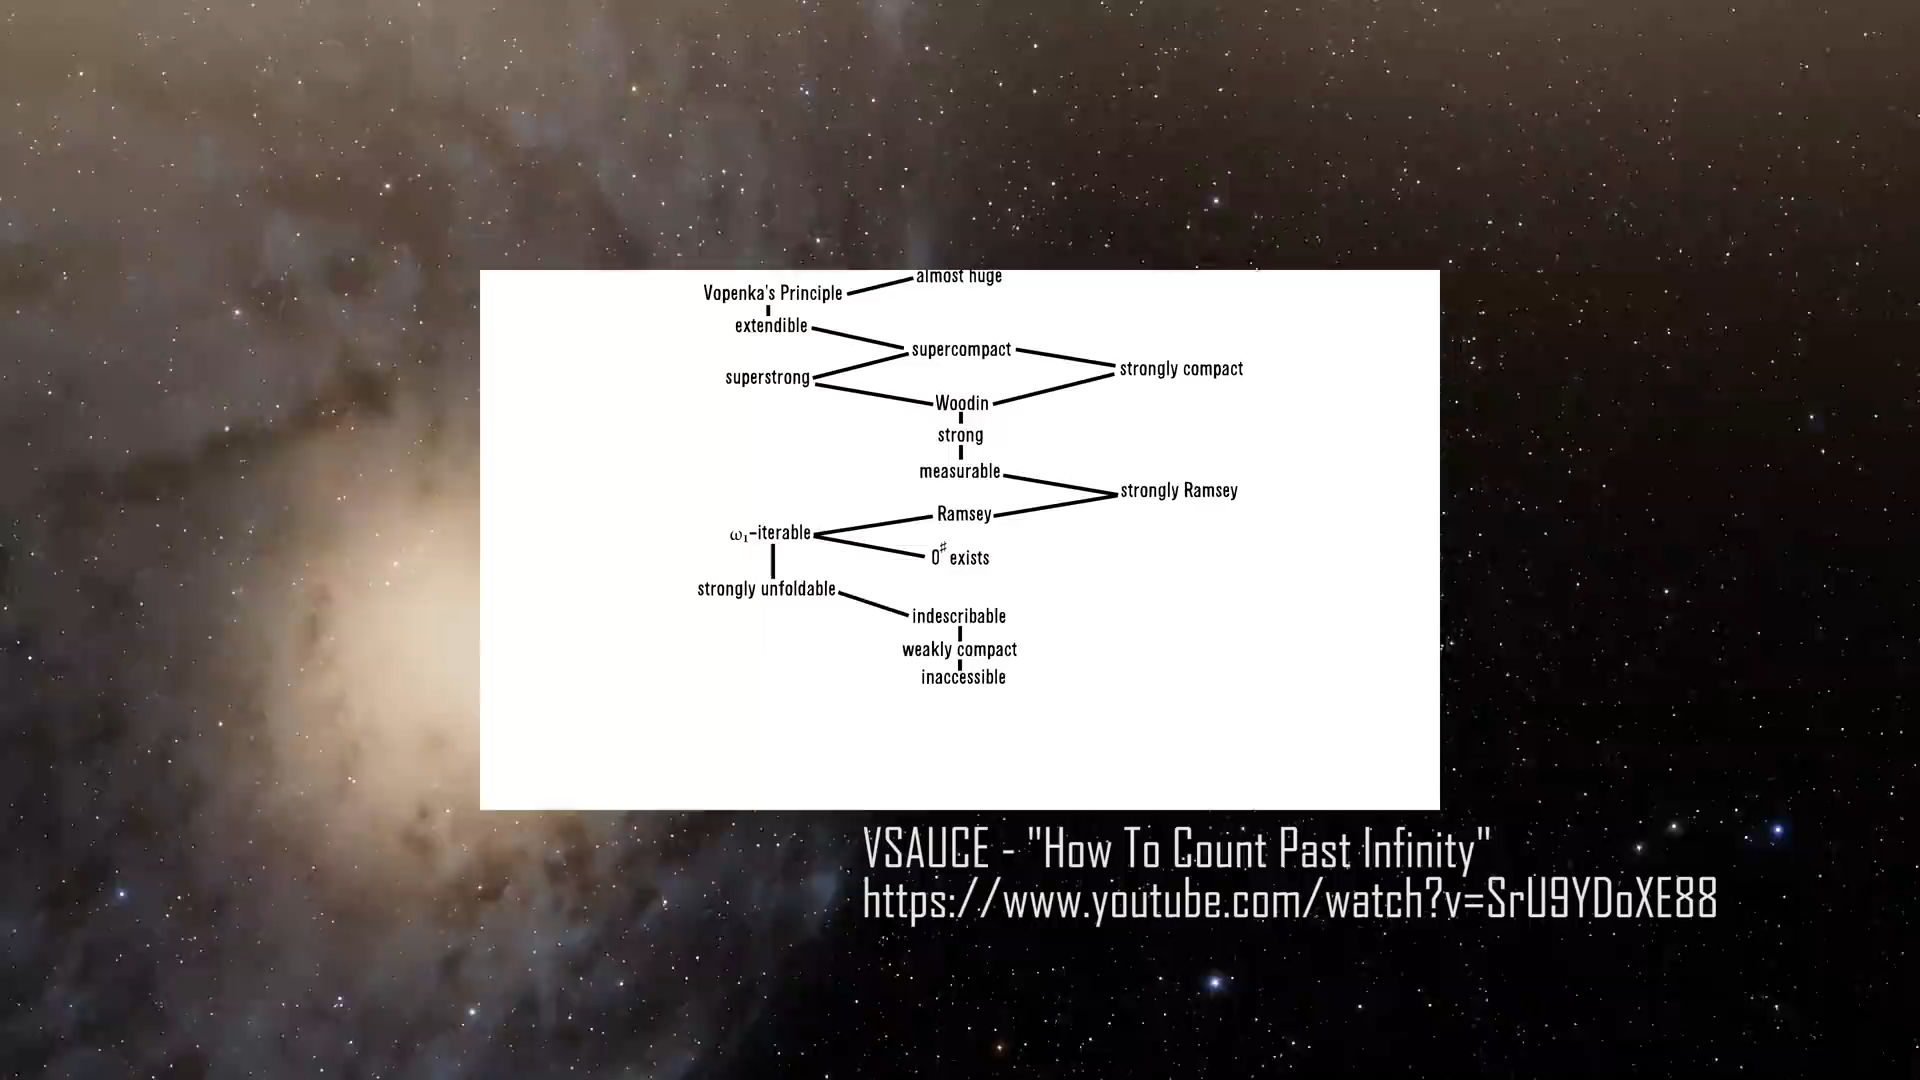 almost huge
Vopenka's Principle
extendible
supercompact
strongly compact
superstrong
Woodin
strong
measurable
strongly Ramsey
Ramsey
ω₁-iterable
0♯ exists
strongly unfoldable
indescribable
weakly compact
inaccessible
VSAUCE - "How To Count Past Infinity"
https://www.youtube.com/watch?v=SrU9YDoXE88